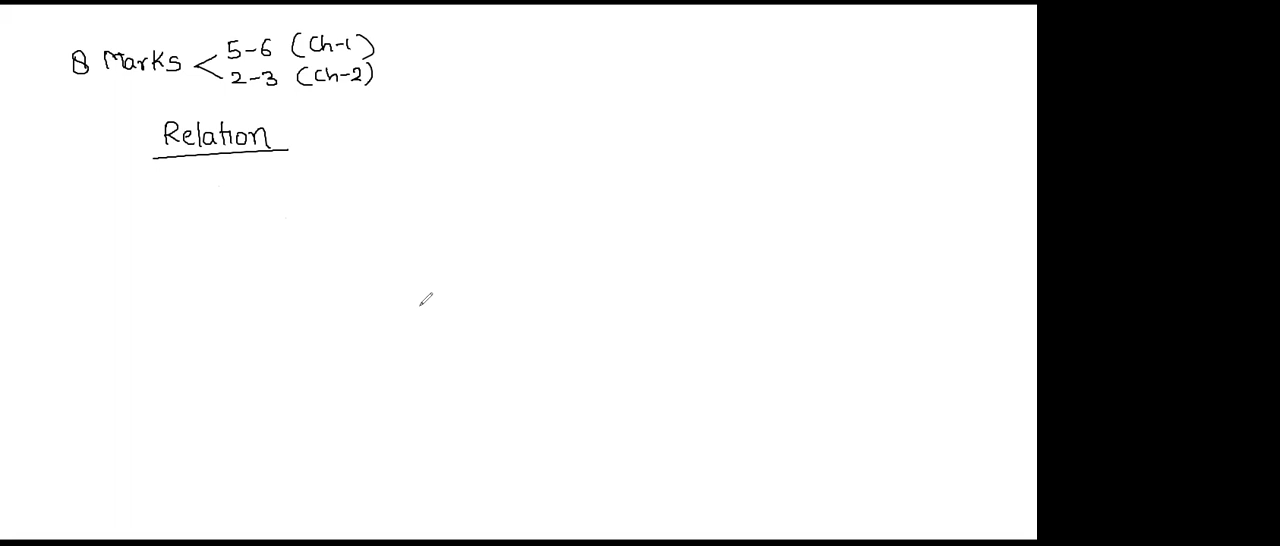 8 Marks < 5-6 (Ch-1)
2-3 (Ch-2)
Relation